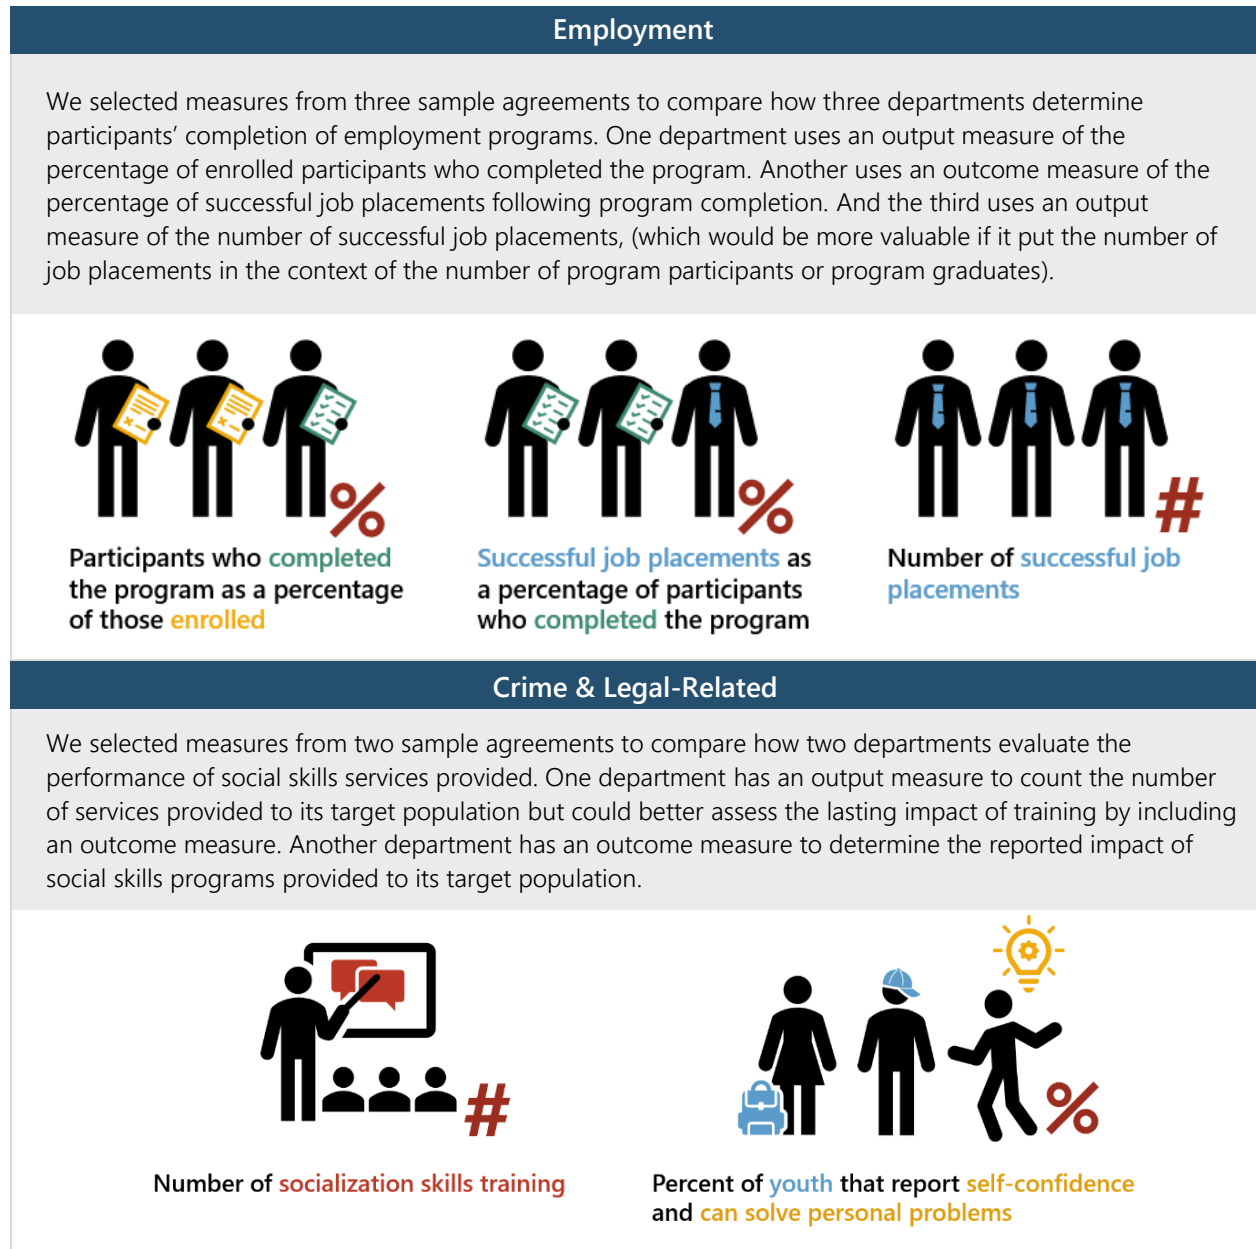 Employment
We selected measures from three sample agreements to compare how three departments determine
participants’ completion of employment programs. One department uses an output measure of the
percentage of enrolled participants who completed the program. Another uses an outcome measure of the
percentage of successful job placements following program completion. And the third uses an output
measure of the number of successful job placements, (which would be more valuable if it put the number of
job placements in the context of the number of program participants or program graduates).
%
Participants who completed
the program as a percentage
of those enrolled
%
Successful job placements as
a percentage of participants
who completed the program
#
Number of successful job
placements
Crime & Legal-Related
We selected measures from two sample agreements to compare how two departments evaluate the
performance of social skills services provided. One department has an output measure to count the number
of services provided to its target population but could better assess the lasting impact of training by including
an outcome measure. Another department has an outcome measure to determine the reported impact of
social skills programs provided to its target population.
#
Number of socialization skills training
%
Percent of youth that report self-confidence
and can solve personal problems